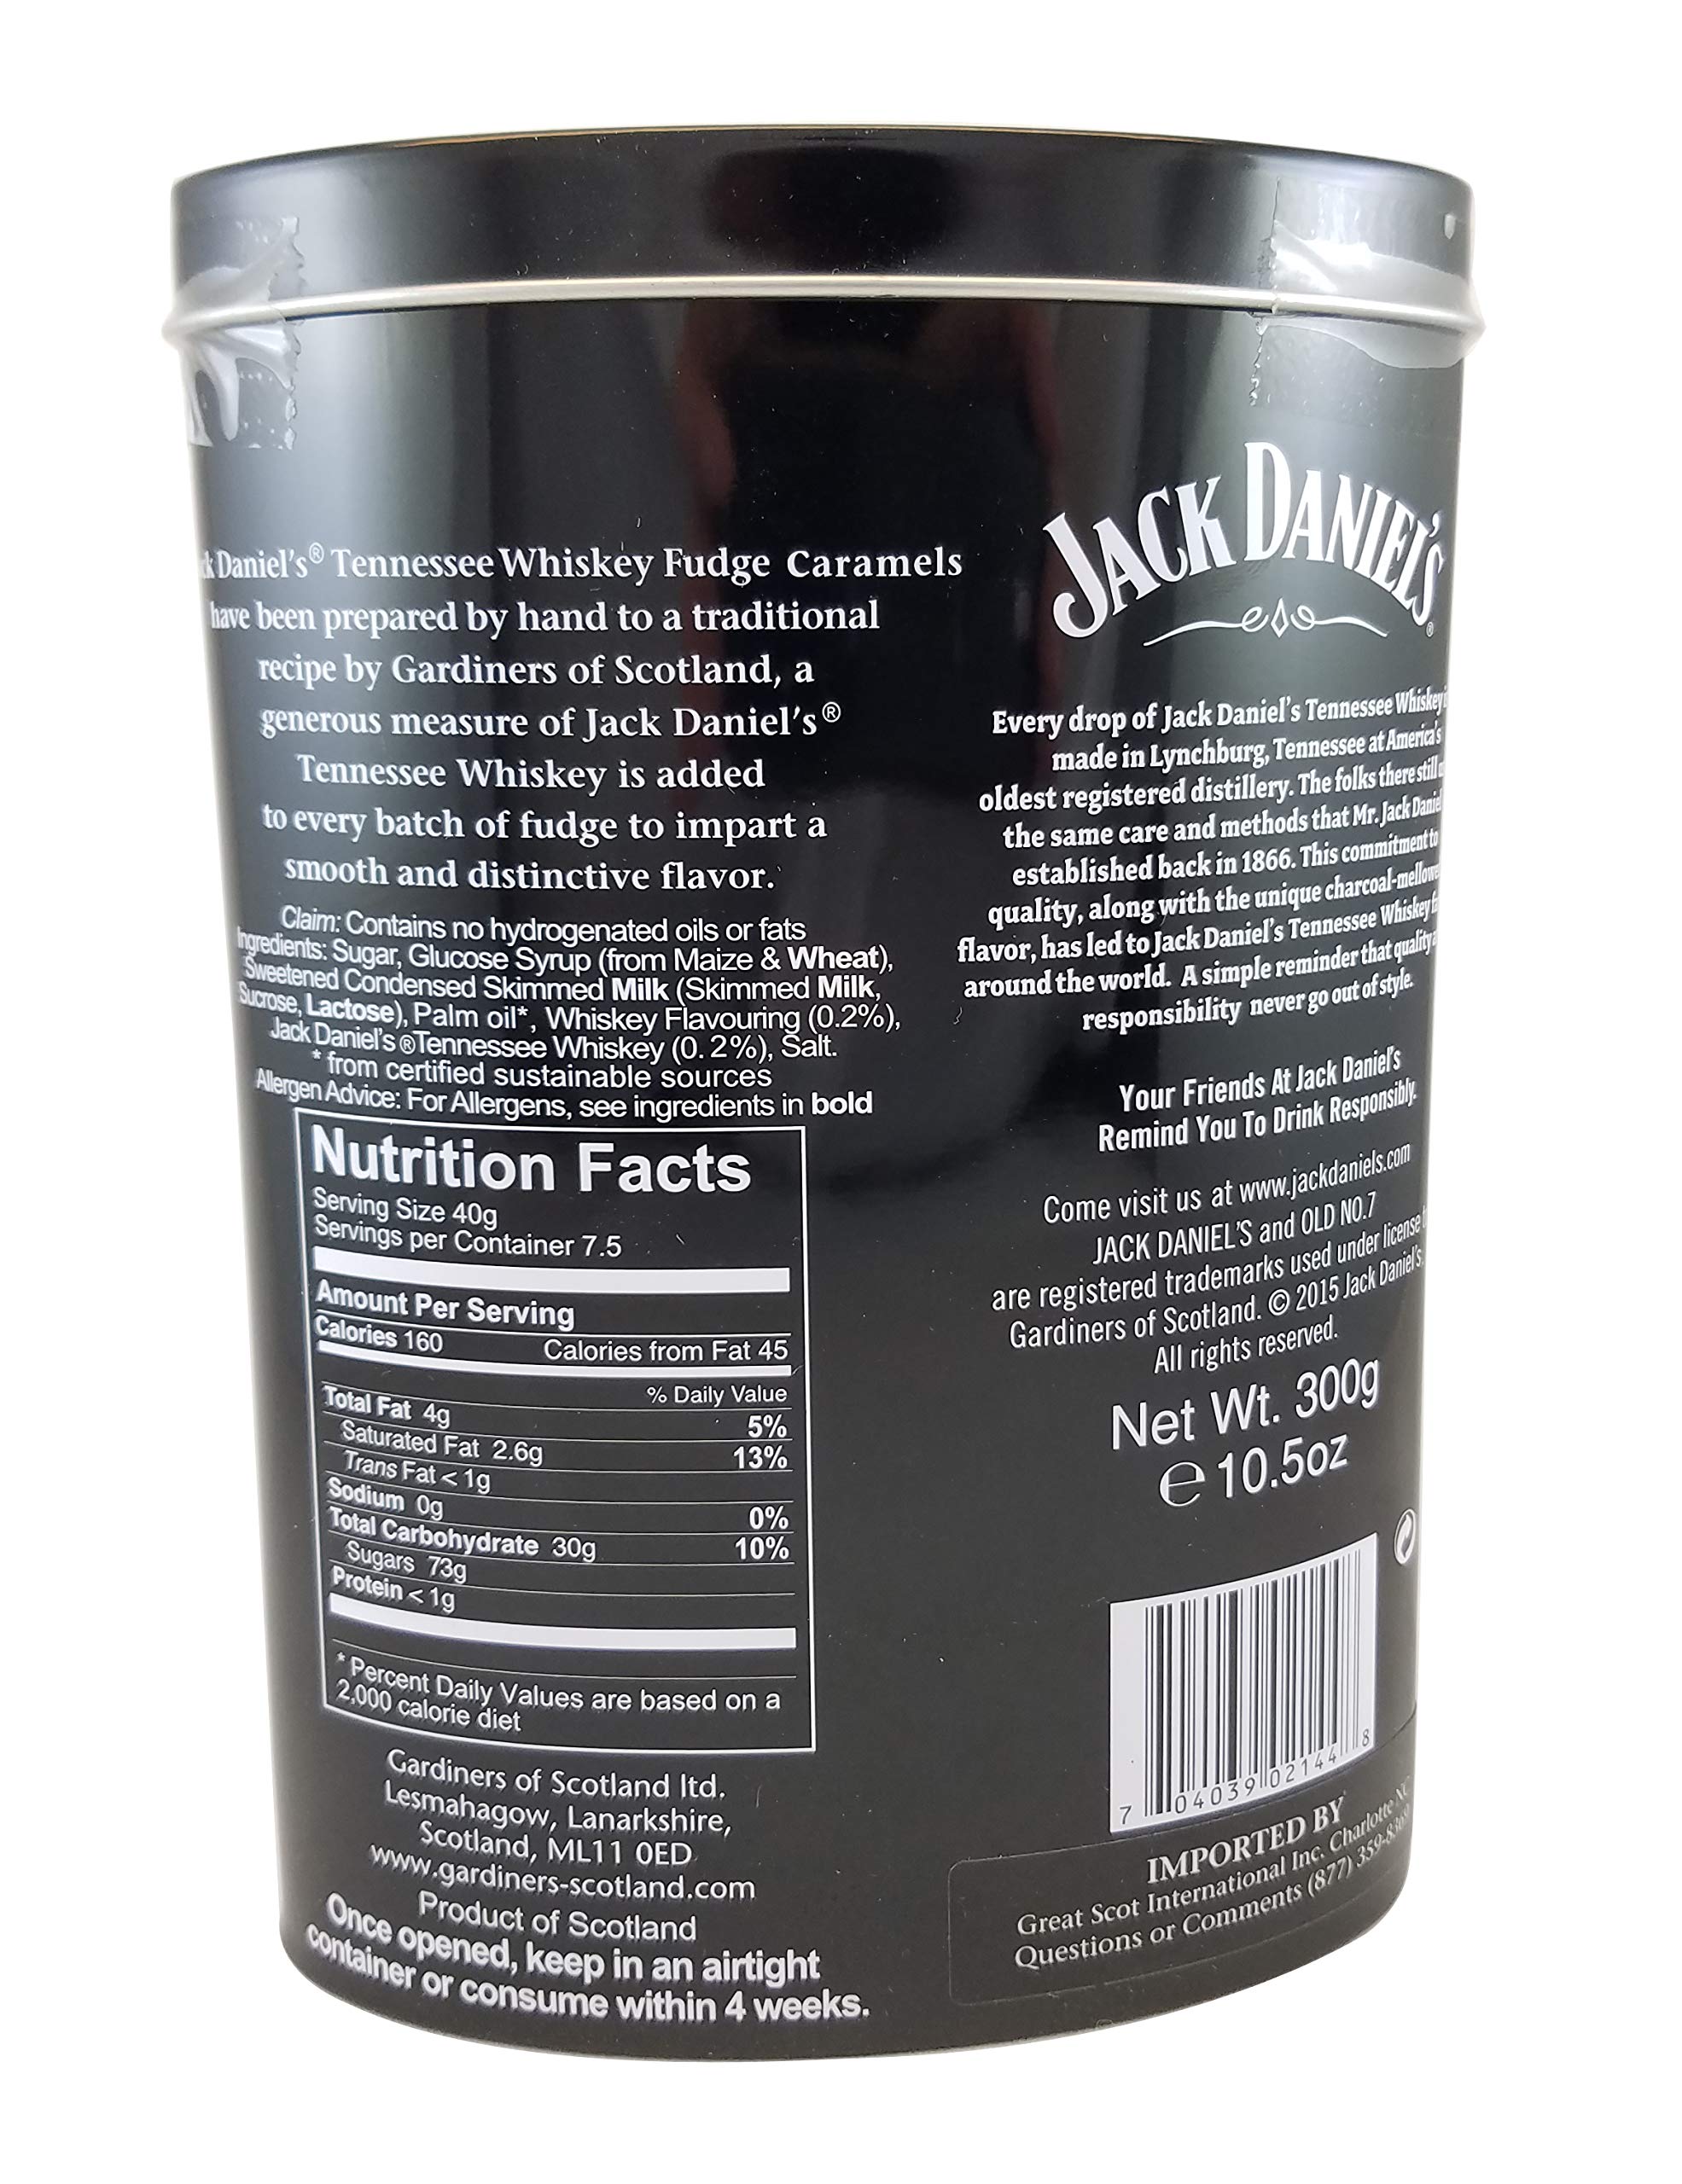 Daniel's® Tennessee Whiskey Fudge Caramels
have been prepared by hand to a traditional
recipe by Gardiners of Scotland, a
generous measure of Jack Daniel's®
Tennessee Whiskey is added
to every batch of fudge to impart a
smooth and distinctive flavor.
Claim: Contains no hydrogenated oils or fats
Ingredients: Sugar, Glucose Syrup (from Maize & Wheat),
Sweetened Condensed Skimmed Milk (Skimmed Milk,
Sucrose, Lactose), Palm oil*, Whiskey Flavouring (0.2%),
Jack Daniel's ® Tennessee Whiskey (0.2%), Salt.
* from certified sustainable sources
Allergen Advice: For Allergens, see ingredients in bold
Nutrition Facts
Serving Size 40g
Servings per Container 7.5
Amount Per Serving
Calories 160 Calories from Fat 45
% Daily Value
Total Fat 4g 5%
Saturated Fat 2.6g 13%
Trans Fat < 1g
Sodium 0g 0%
Total Carbohydrate 30g 10%
Sugars 73g
Protein < 1g
* Percent Daily Values are based on a
2,000 calorie diet
Gardiners of Scotland ltd.
Lesmahagow, Lanarkshire,
Scotland, ML11 0ED
www.gardiners-scotland.com
Product of Scotland
Once opened, keep in an airtight
container or consume within 4 weeks.
JACK DANIEL'S®
Every drop of Jack Daniel's Tennessee Whiskey
made in Lynchburg, Tennessee at America's
oldest registered distillery. The folks there still
the same care and methods that Mr. Jack Daniel
established back in 1866. This commitment to
quality, along with the unique charcoal-mellowe
flavor, has led to Jack Daniel's Tennessee Whiskey
around the world. A simple reminder that quality
responsibility never go out of style.
Your Friends At Jack Daniel's
Remind You To Drink Responsibly.
Come visit us at www.jackdaniels.com
JACK DANIEL'S and OLD NO.7
are registered trademarks used under license
Gardiners of Scotland. © 2015 Jack Daniel's.
All rights reserved.
Net Wt. 300g
℮ 10.5oz
7 04039 02144 8
IMPORTED BY
Great Scot International Inc. Charlotte NC
Questions or Comments (877) 359-